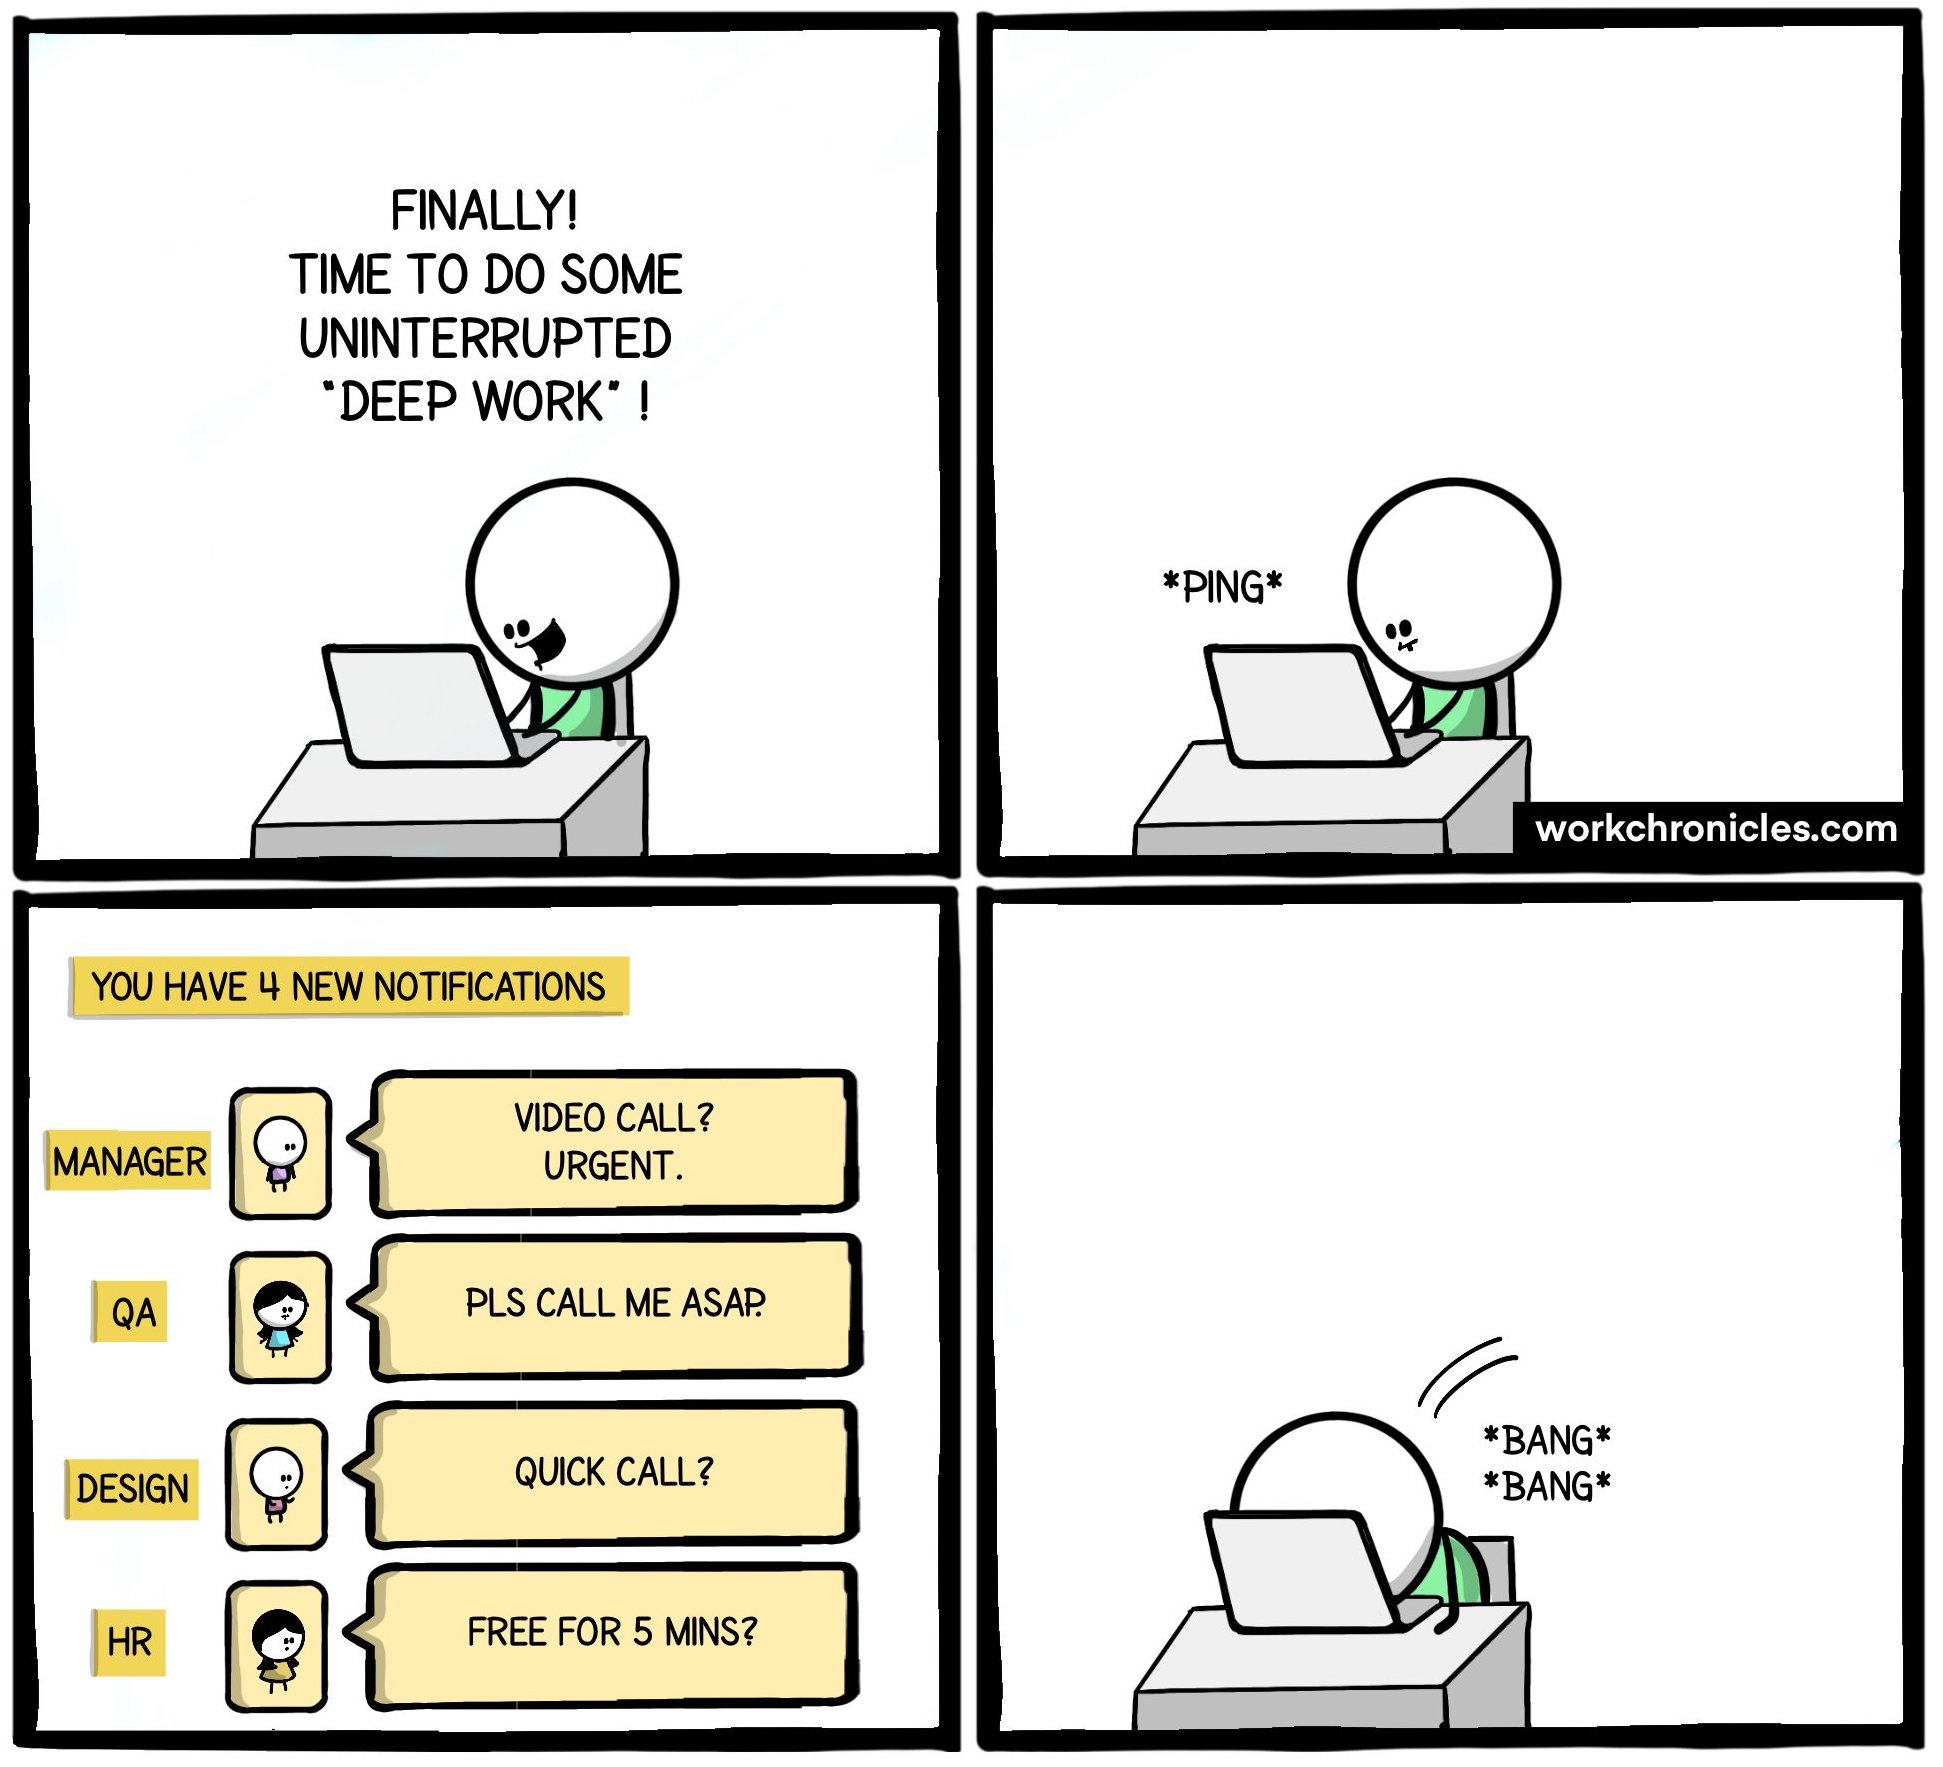 FINALLY!
TIME TO DO SOME
UNINTERRUPTED
"DEEP WORK" !
*PING*
workchronicles.com
YOU HAVE 4 NEW NOTIFICATIONS
MANAGER
VIDEO CALL?
URGENT.
QA
PLS CALL ME ASAP.
DESIGN
QUICK CALL?
HR
FREE FOR 5 MINS?
*BANG*
*BANG*